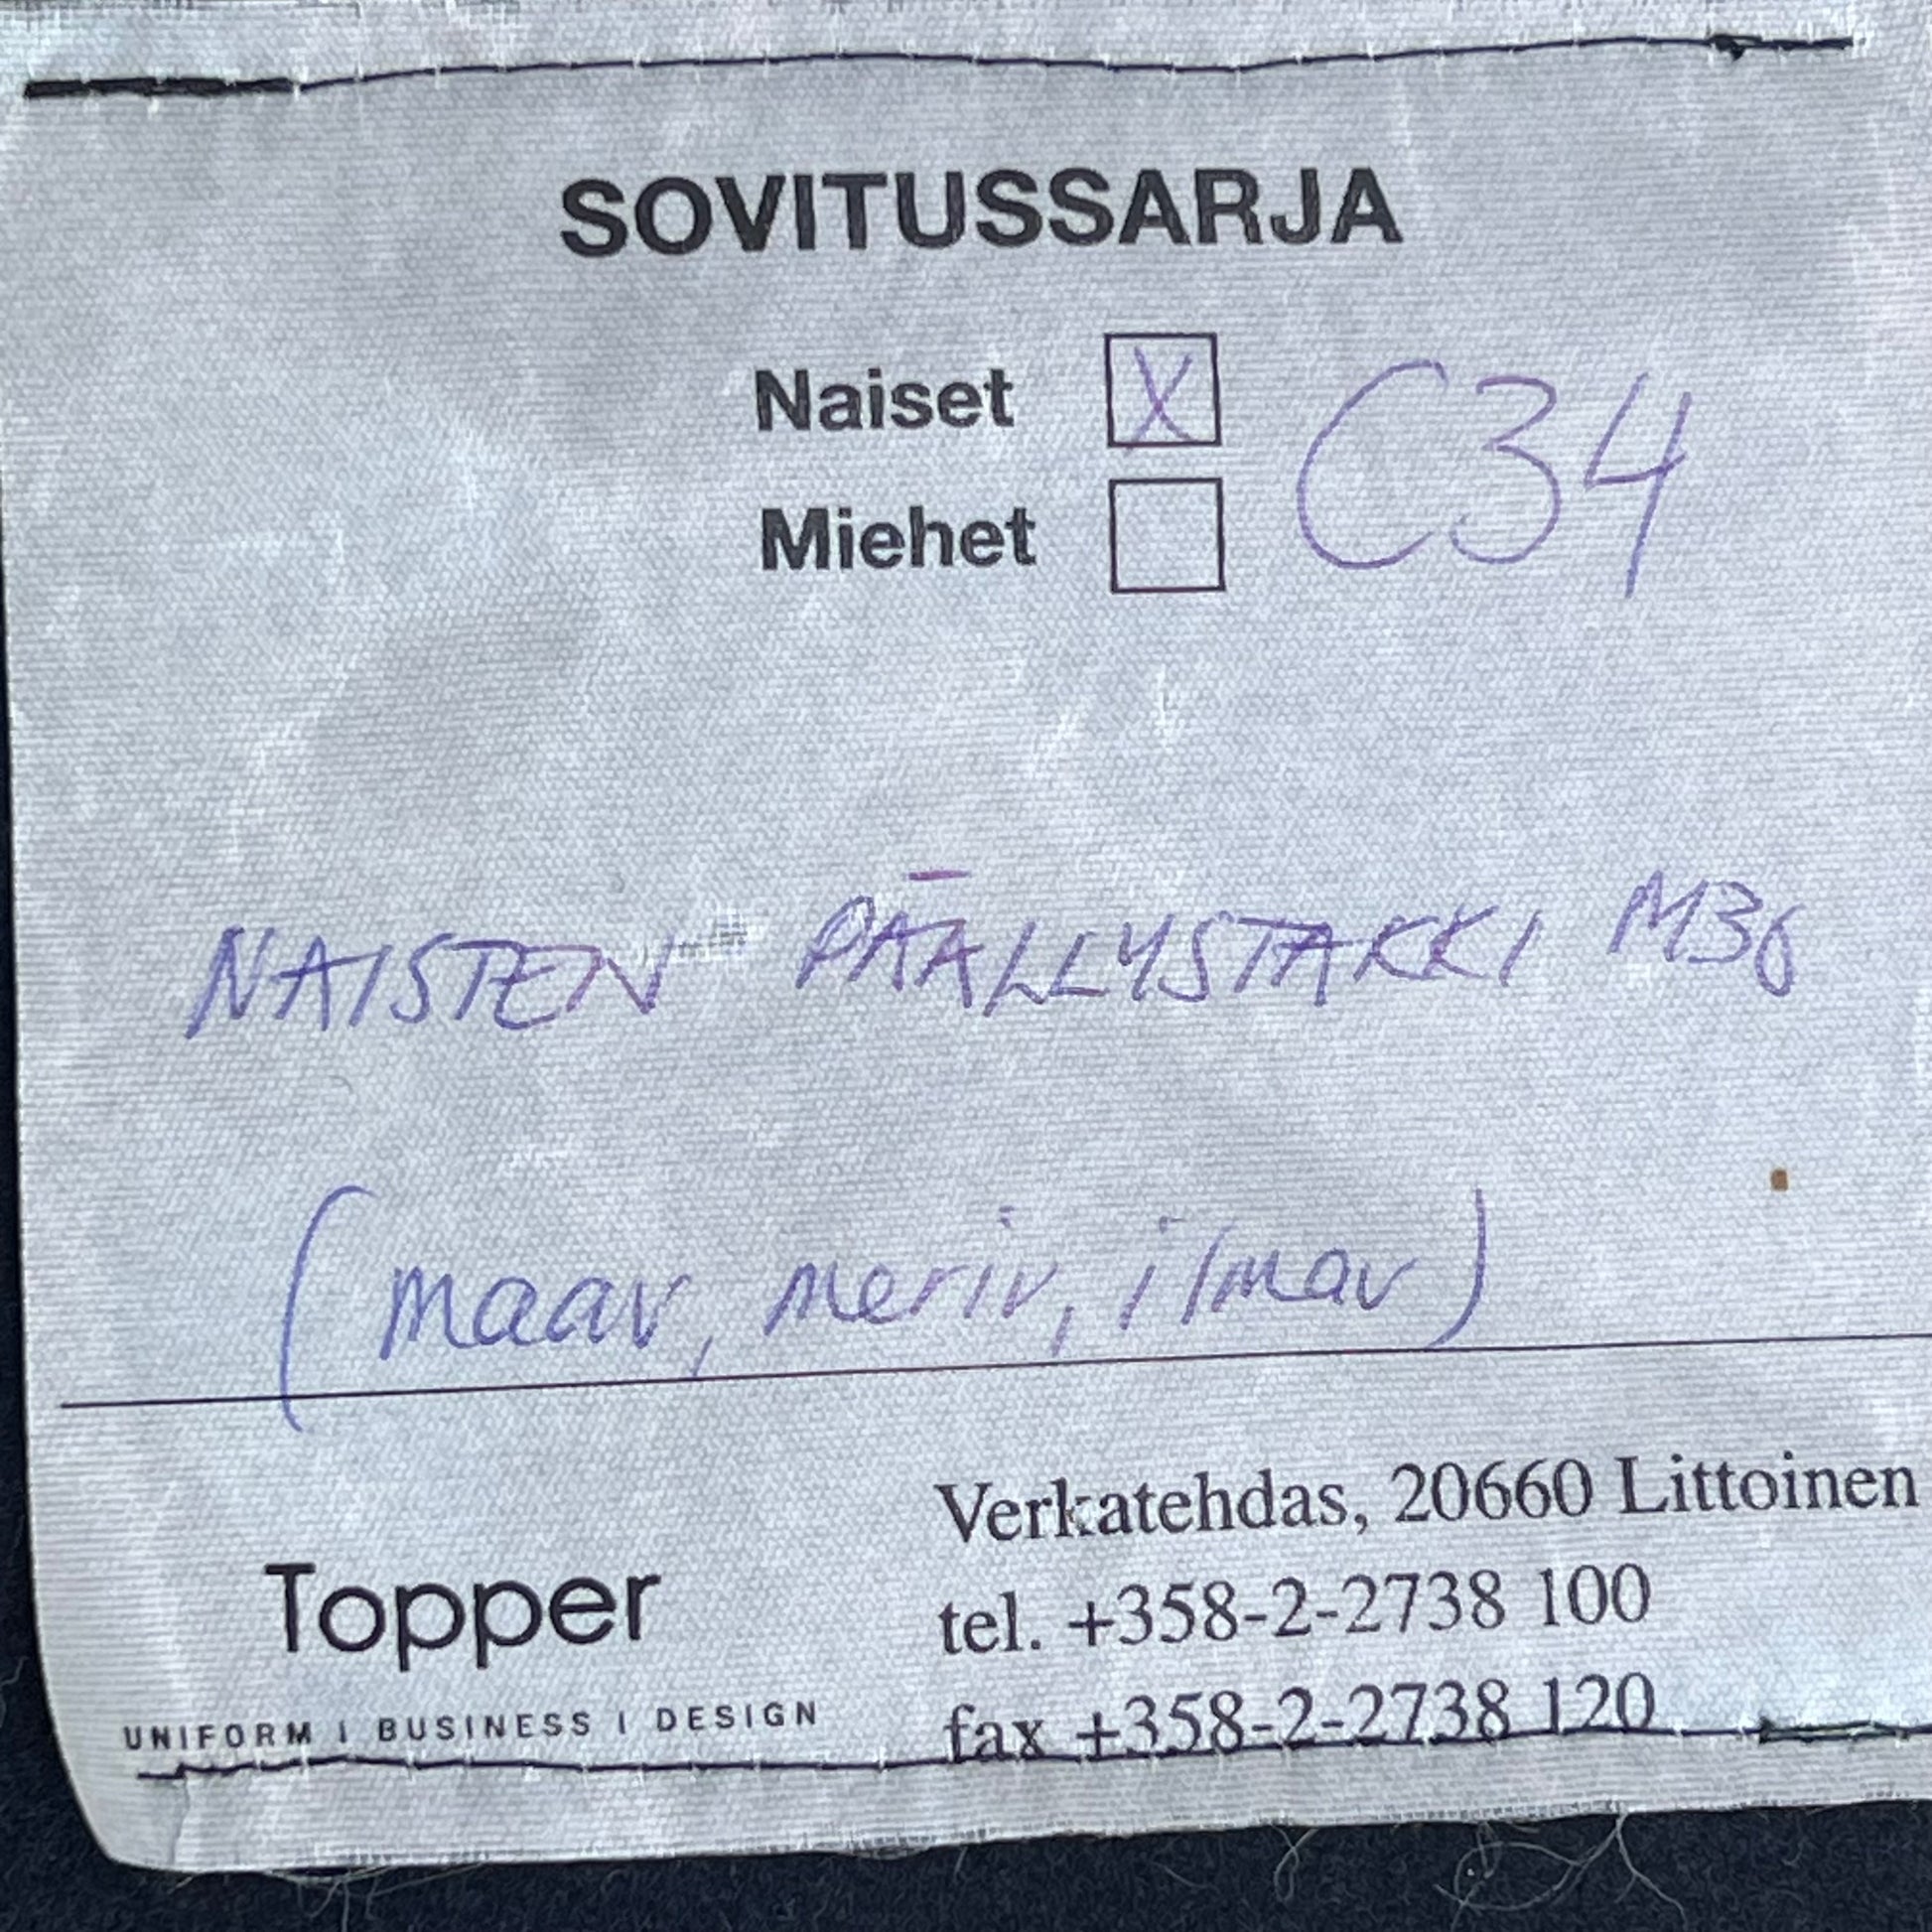 SOVITUSSARJA
Naiset X C34
Miehet
NAISTEN PÄÄLLYSTAKKI M36
(maav, meriv, ilmav)
Verkatehdas, 20660 Littoinen
Topper tel. +358-2-2738 100
UNIFORM | BUSINESS | DESIGN fax +358-2-2738 120